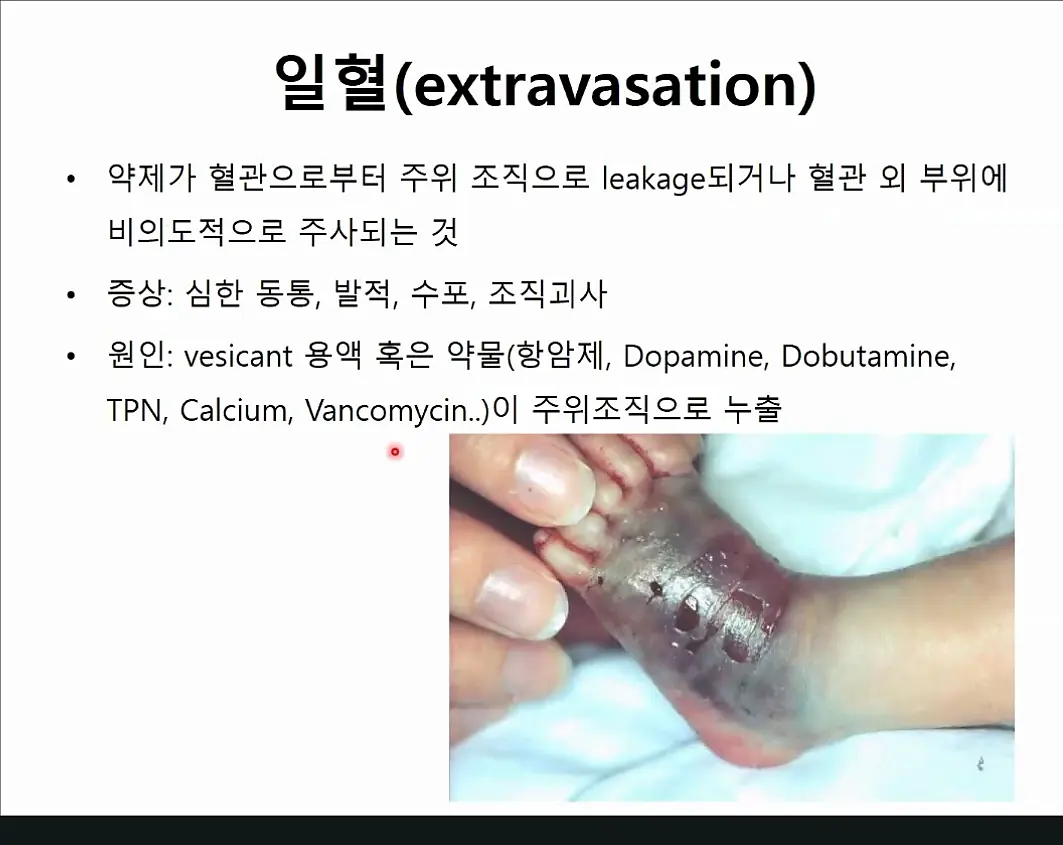 일혈(extravasation)
• 약제가 혈관으로부터 주위 조직으로 leakage되거나 혈관 외 부위에
비의도적으로 주사되는 것
• 증상: 심한 동통, 발적, 수포, 조직괴사
• 원인: vesicant 용액 혹은 약물(항암제, Dopamine, Dobutamine,
TPN, Calcium, Vancomycin..)이 주위조직으로 누출